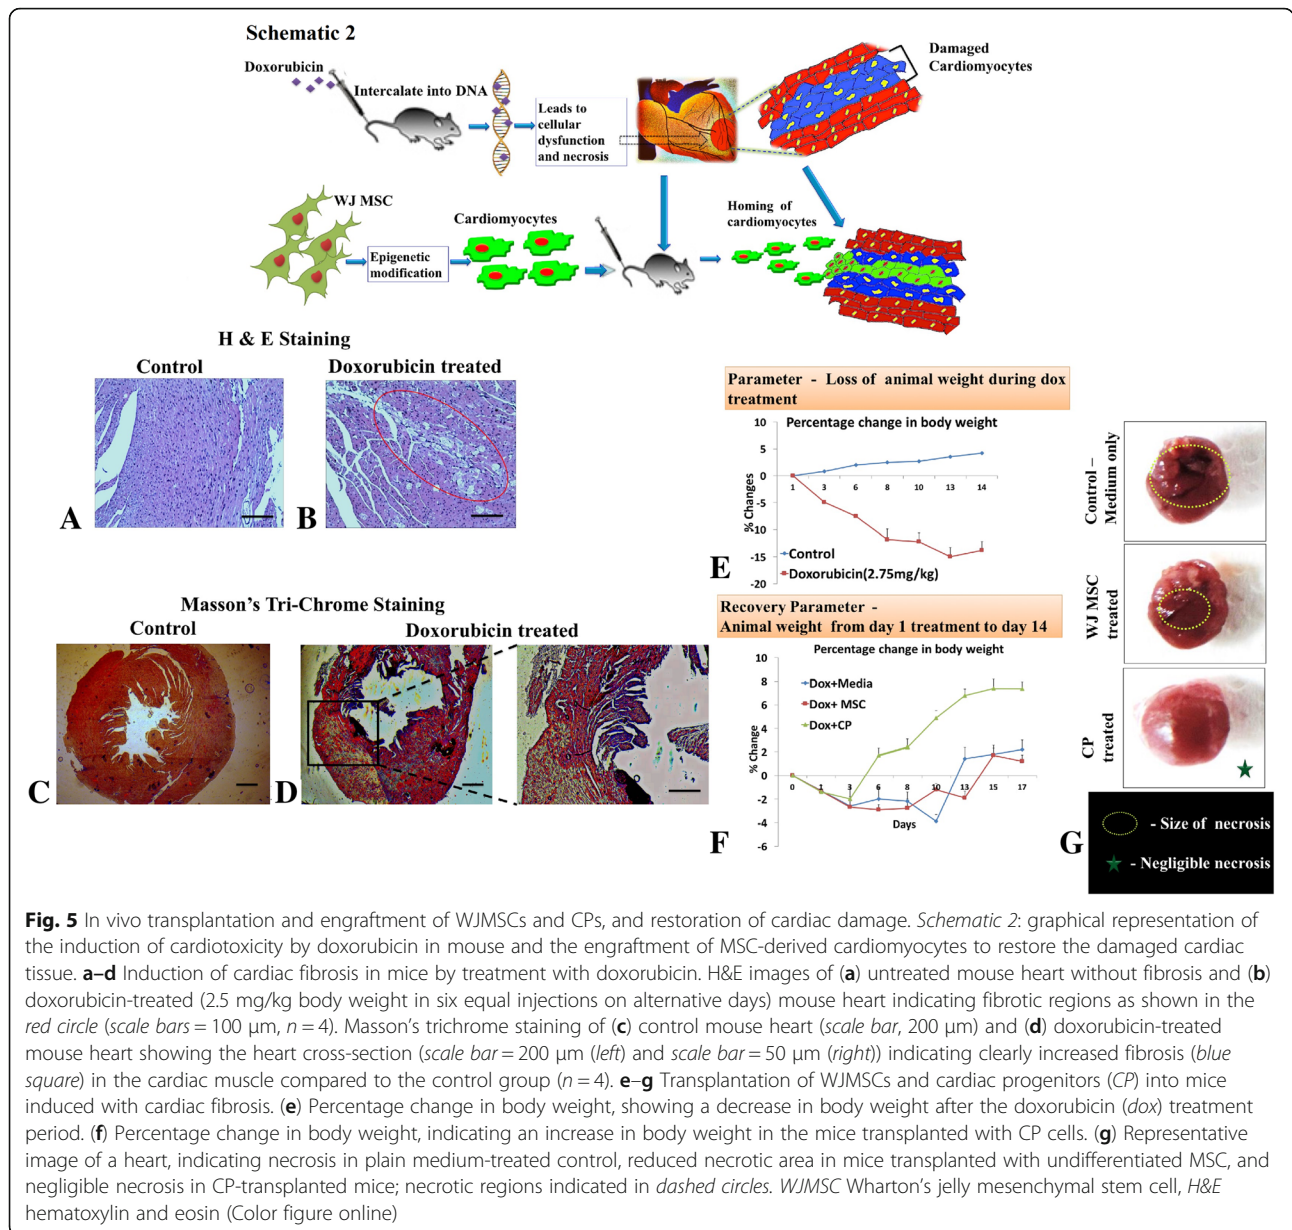 Schematic 2
Doxorubicin
Intercalate into DNA
Leads to
cellular
dysfunction
and necrosis
Damaged
Cardiomyocytes
WJ MSC
Epigenetic
modification
Cardiomyocytes
Homing of
cardiomyocytes
H & E Staining
Control
Doxorubicin treated
A
B
Masson's Tri-Chrome Staining
Control
Doxorubicin treated
C
D
Parameter - Loss of animal weight during dox
treatment
Percentage change in body weight
% Changes
10
5
0
-5
-10
-15
-20
1 3 6 8 10 13 14
Control
Doxorubicin(2.75mg/kg)
E
Recovery Parameter -
Animal weight from day 1 treatment to day 14
Percentage change in body weight
% Change
10
8
6
4
2
0
-2
-4
-6
Dox+Media
Dox+ MSC
Dox+CP
0 1 3 6 8 10 13 15 17
Days
F
Control –
Medium only
WJ MSC
treated
CP
treated
G
- Size of necrosis
- Negligible necrosis
Fig. 5 In vivo transplantation and engraftment of WJMSCs and CPs, and restoration of cardiac damage. Schematic 2: graphical representation of
the induction of cardiotoxicity by doxorubicin in mouse and the engraftment of MSC-derived cardiomyocytes to restore the damaged cardiac
tissue. a–d Induction of cardiac fibrosis in mice by treatment with doxorubicin. H&E images of (a) untreated mouse heart without fibrosis and (b)
doxorubicin-treated (2.5 mg/kg body weight in six equal injections on alternative days) mouse heart indicating fibrotic regions as shown in the
red circle (scale bars = 100 μm, n = 4). Masson's trichrome staining of (c) control mouse heart (scale bar, 200 μm) and (d) doxorubicin-treated
mouse heart showing the heart cross-section (scale bar = 200 μm (left) and scale bar = 50 μm (right)) indicating clearly increased fibrosis (blue
square) in the cardiac muscle compared to the control group (n = 4). e–g Transplantation of WJMSCs and cardiac progenitors (CP) into mice
induced with cardiac fibrosis. (e) Percentage change in body weight, showing a decrease in body weight after the doxorubicin (dox) treatment
period. (f) Percentage change in body weight, indicating an increase in body weight in the mice transplanted with CP cells. (g) Representative
image of a heart, indicating necrosis in plain medium-treated control, reduced necrotic area in mice transplanted with undifferentiated MSC, and
negligible necrosis in CP-transplanted mice; necrotic regions indicated in dashed circles. WJMSC Wharton's jelly mesenchymal stem cell, H&E
hematoxylin and eosin (Color figure online)